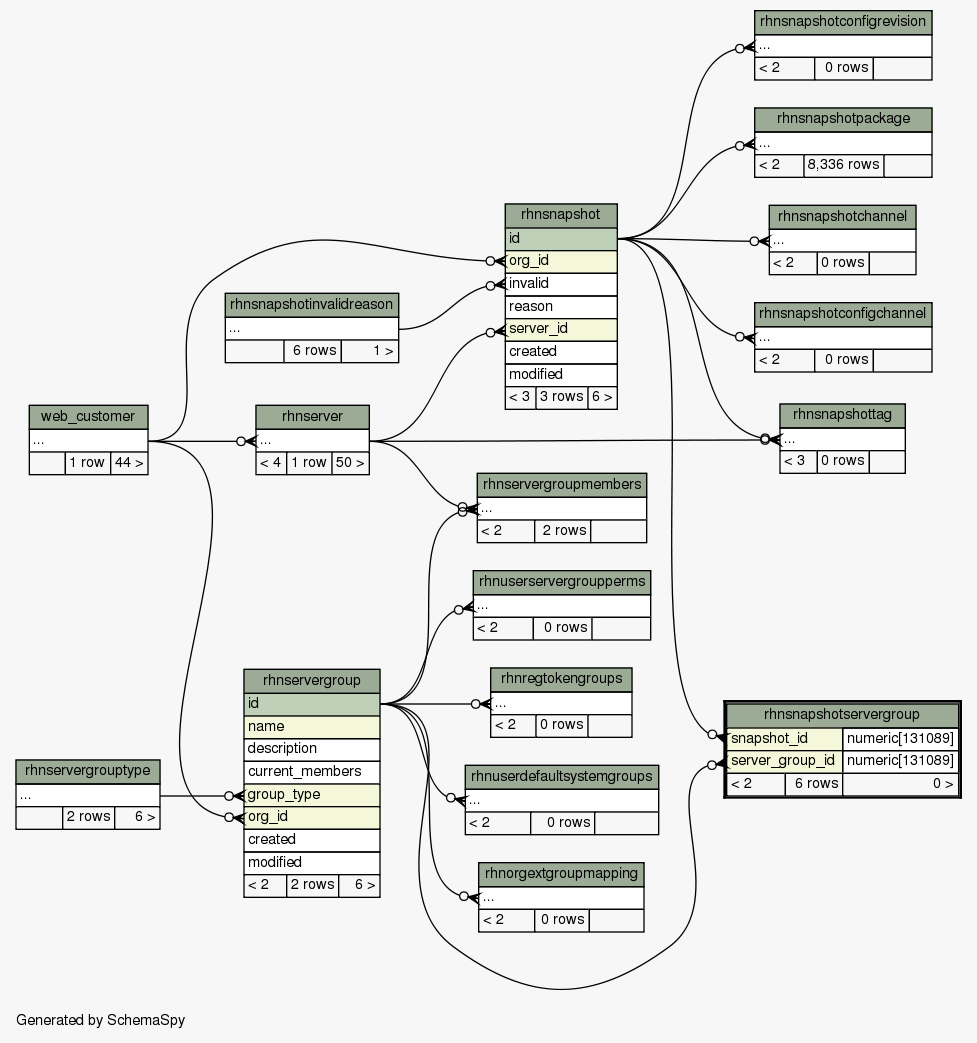 rhnsnapshotconfigrevision
...
< 2 0 rows
rhnsnapshotpackage
...
< 2 8,336 rows
rhnsnapshot
id
org_id
invalid
reason
server_id
created
modified
< 3 3 rows 6 >
rhnsnapshotchannel
...
< 2 0 rows
rhnsnapshotinvalidreason
...
6 rows 1 >
rhnsnapshotconfigchannel
...
< 2 0 rows
web_customer
...
1 row 44 >
rhnserver
...
< 4 1 row 50 >
rhnsnapshottag
...
< 3 0 rows
rhnservergroupmembers
...
< 2 2 rows
rhnuserservergroupperms
...
< 2 0 rows
rhnservergroup
id
name
description
current_members
group_type
org_id
created
modified
< 2 2 rows 6 >
rhnregtokengroups
...
< 2 0 rows
rhnsnapshotservergroup
snapshot_id numeric[131089]
server_group_id numeric[131089]
< 2 6 rows 0 >
rhnservergrouptype
...
2 rows 6 >
rhnuserdefaultsystemgroups
...
< 2 0 rows
rhnorgextgroupmapping
...
< 2 0 rows
Generated by SchemaSpy